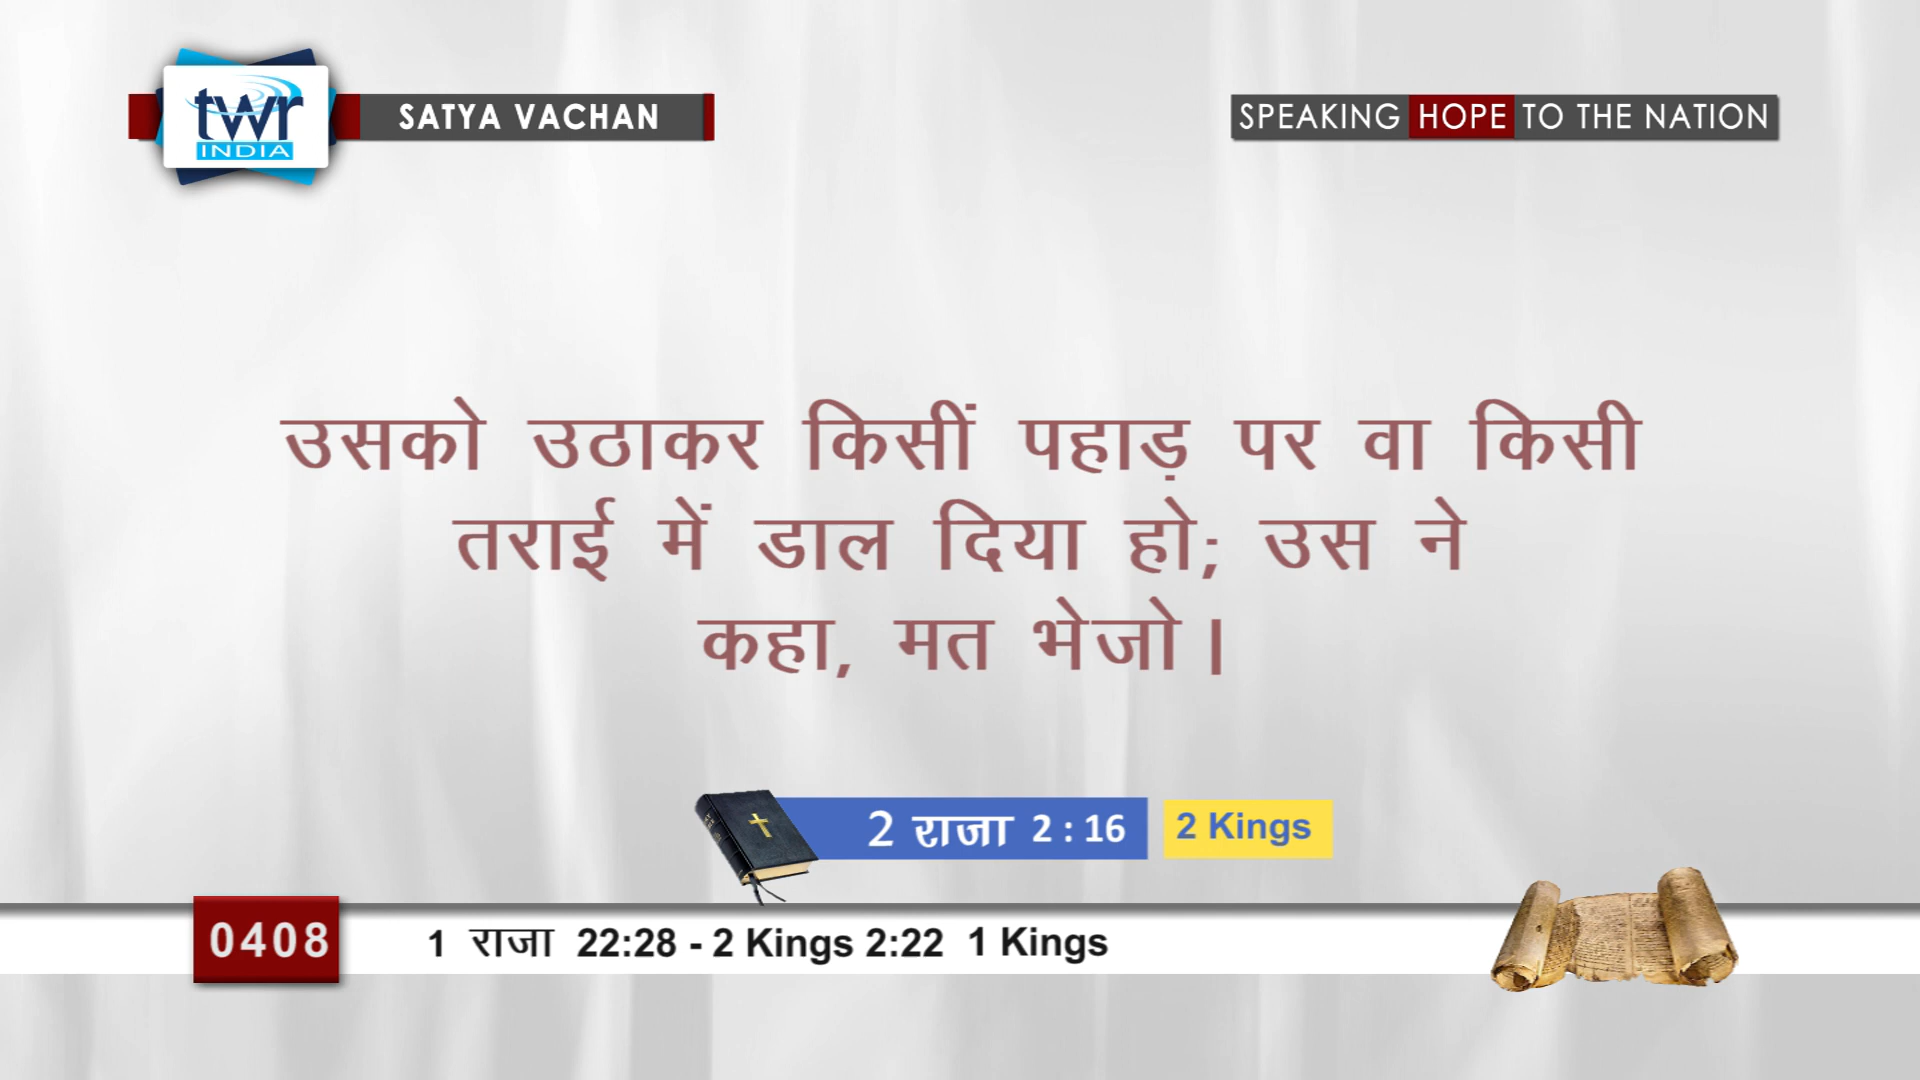 twr
INDIA
SATYA VACHAN
SPEAKING HOPE TO THE NATION
उसको उठाकर किसीं पहाड़ पर वा किसी
तराई में डाल दिया हो; उस ने
कहा, मत भेजो।
2 राजा 2 : 16
2 Kings
0408
1 राजा 22:28 - 2 Kings 2:22 1 Kings